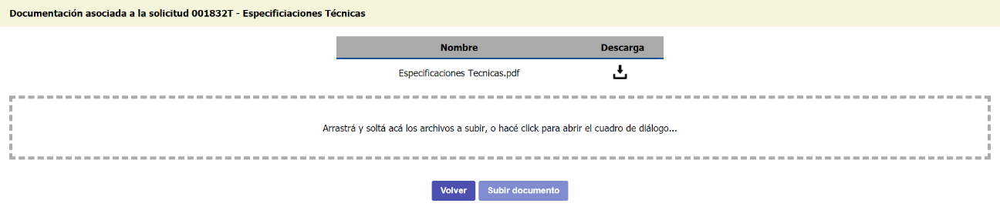 Documentación asociada a la solicitud 001832T - Especificiaciones Técnicas
Nombre Descarga
Especificaciones Tecnicas.pdf
Arrastrá y soltá acá los archivos a subir, o hacé click para abrir el cuadro de diálogo...
Volver Subir documento